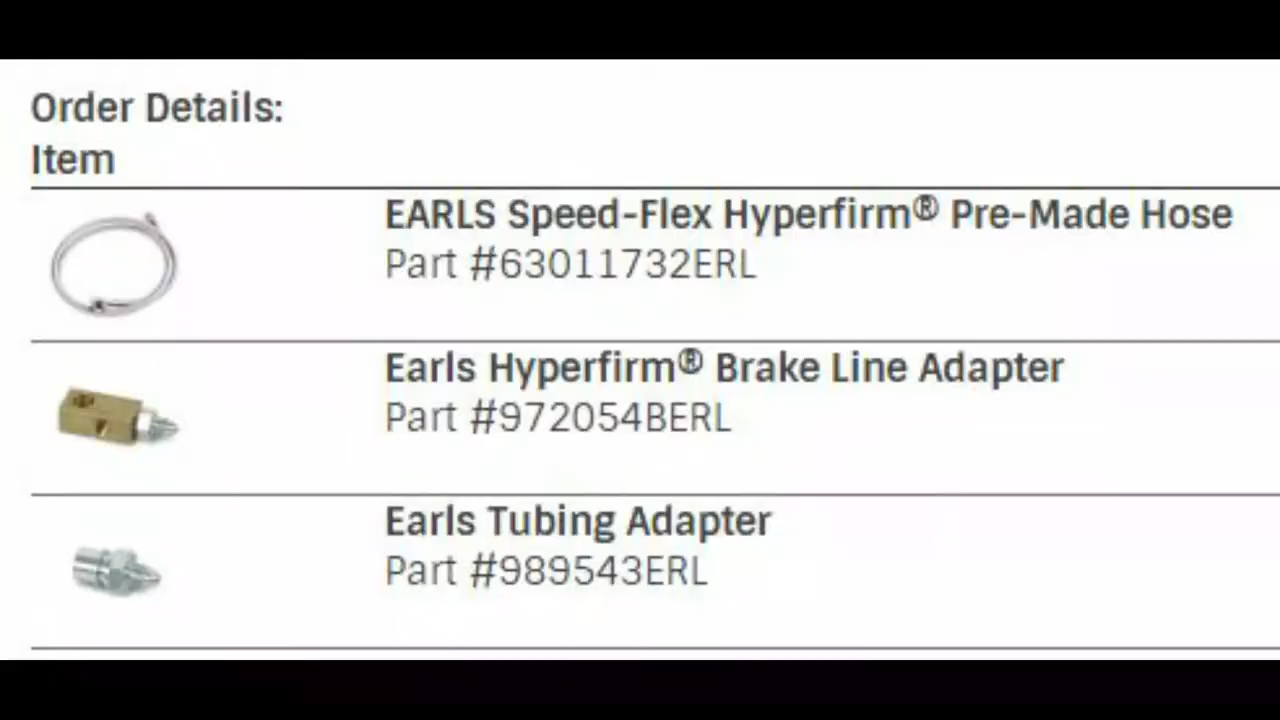 Order Details:
Item
EARLS Speed-Flex Hyperfirm® Pre-Made Hose
Part #63011732ERL
Earls Hyperfirm® Brake Line Adapter
Part #972054BERL
Earls Tubing Adapter
Part #989543ERL